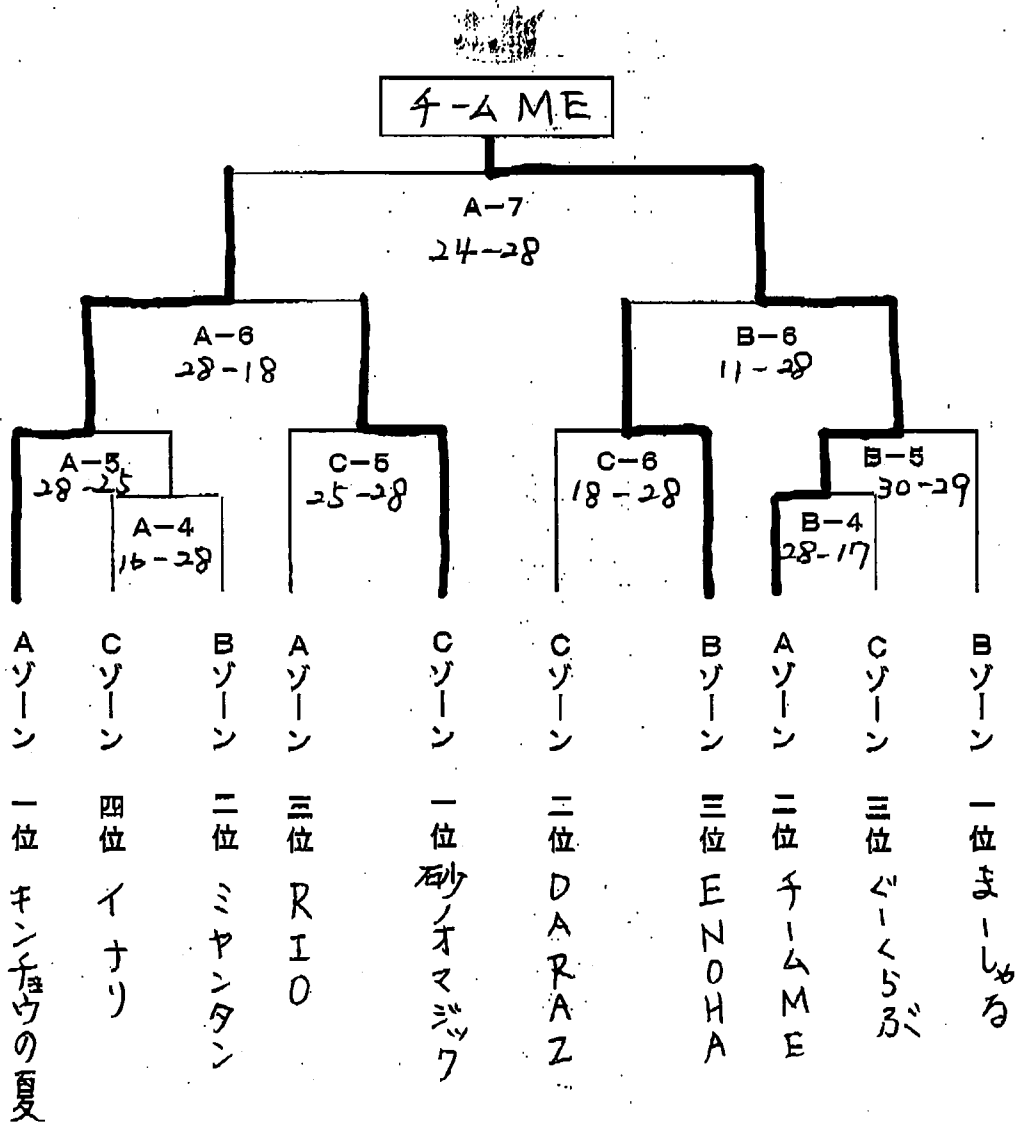 チーム ME
A-7
24-28
A-6
28-18
B-6
11-28
A-5
28-25
C-5
25-28
C-6
18-28
B-5
30-29
A-4
16-28
B-4
28-17
Aゾーン 一位 キンチョウの夏
Cゾーン 四位 イナリ
Bゾーン 二位 ミヤンタン
Aゾーン 三位 RIO
Cゾーン 一位 砂ノオマジック
Cゾーン 二位 DARAZ
Bゾーン 三位 ENOHA
Aゾーン 二位 チームME
Cゾーン 三位 ぐーくらぶ
Bゾーン 一位 まーしゃる